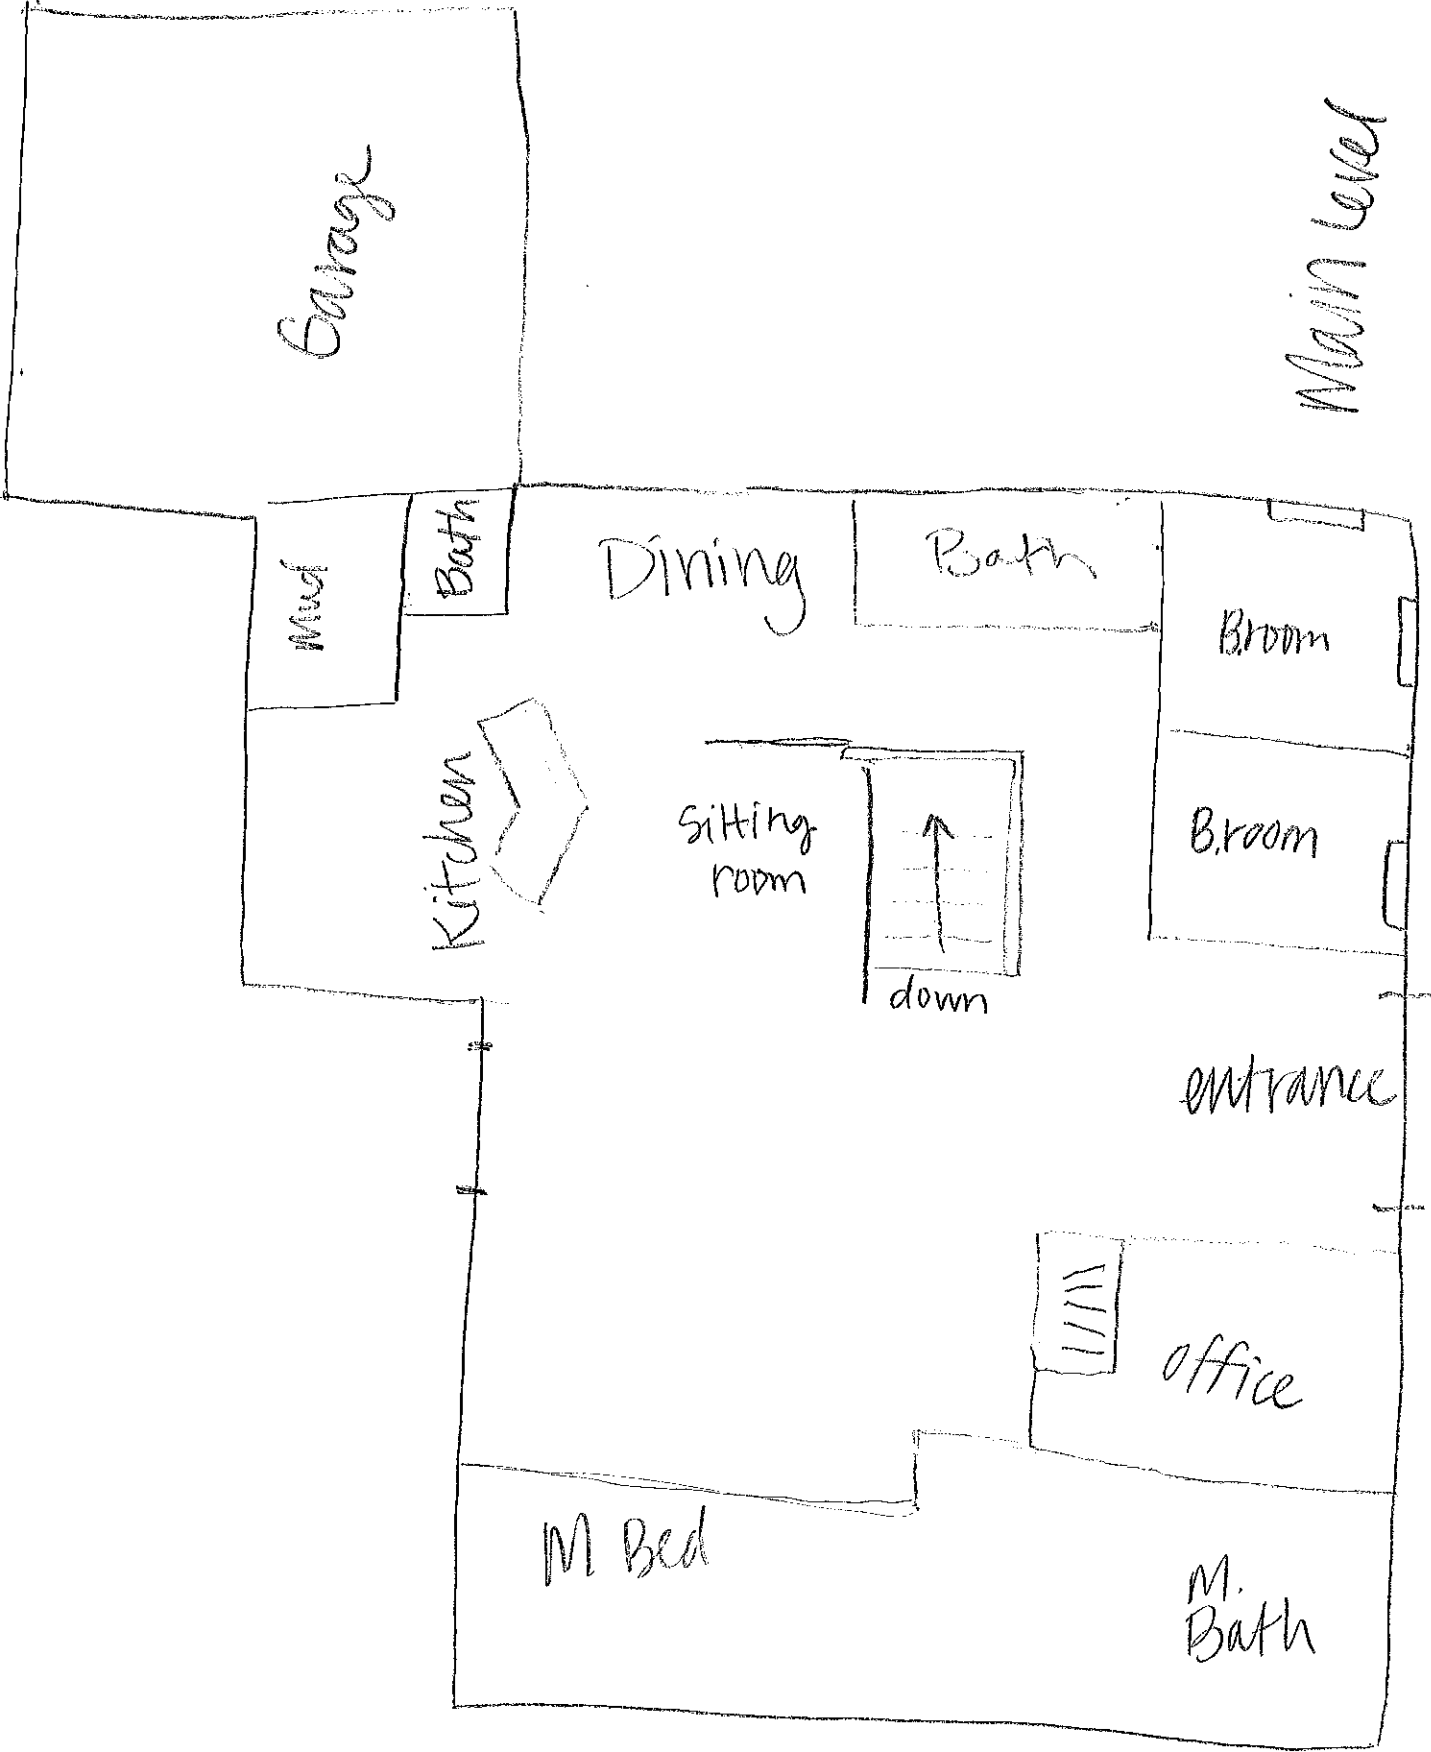 Garage
Main Level
Mud
Bath
Dining
Bath
B.room
Kitchen
Sitting
room
B.room
down
entrance
office
M Bed
M.
Bath